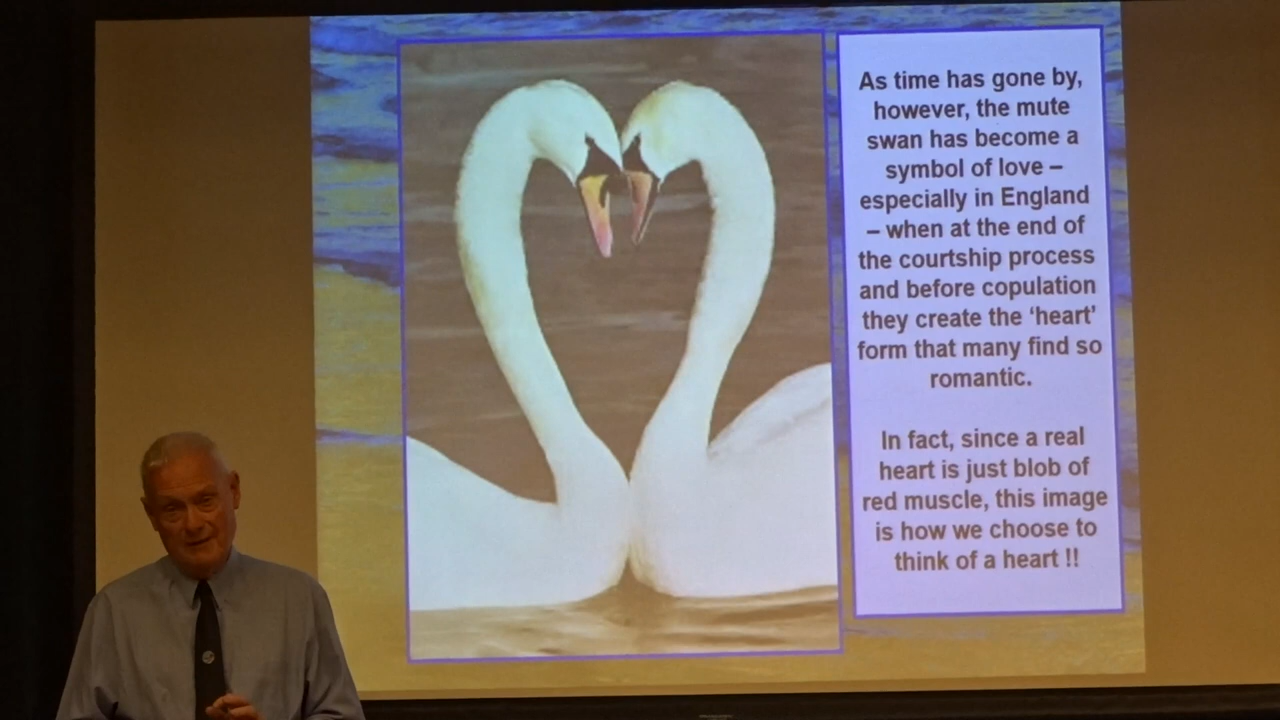 As time has gone by,
however, the mute
swan has become a
symbol of love –
especially in England
– when at the end of
the courtship process
and before copulation
they create the ‘heart’
form that many find so
romantic.
In fact, since a real
heart is just blob of
red muscle, this image
is how we choose to
think of a heart !!